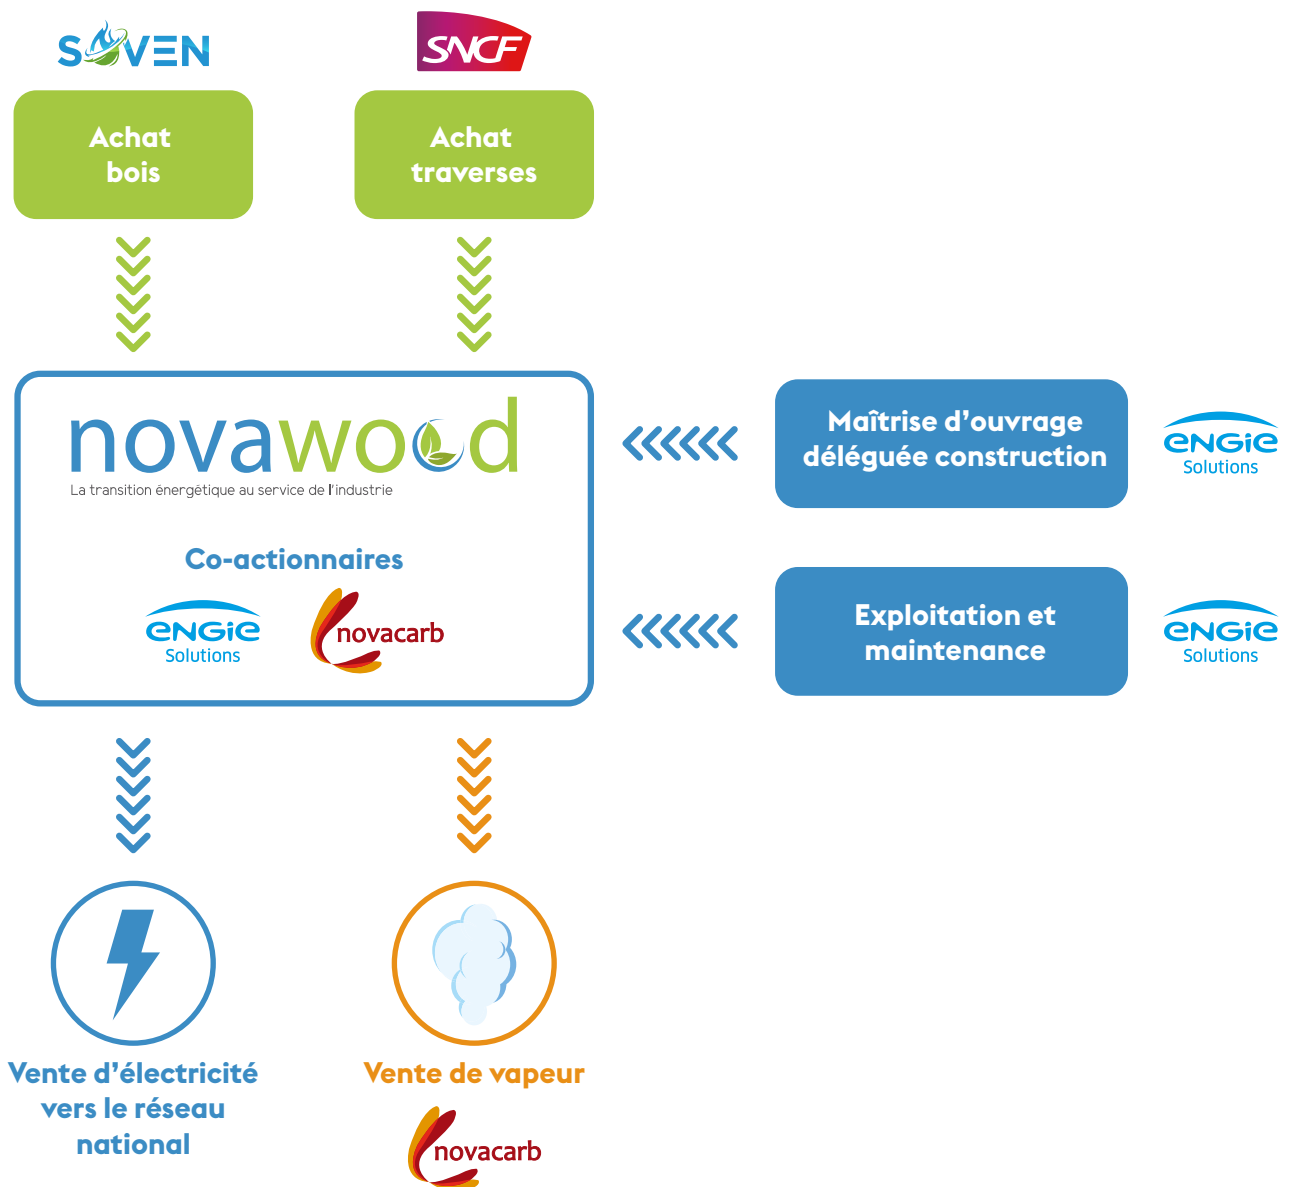 SOVEN
SNCF
Achat
bois
Achat
traverses
novawood
La transition énergétique au service de l'industrie
Co-actionnaires
ENGIE
Solutions
novacarb
Maîtrise d’ouvrage
déléguée construction
ENGIE
Solutions
Exploitation et
maintenance
ENGIE
Solutions
Vente d’électricité
vers le réseau
national
Vente de vapeur
novacarb